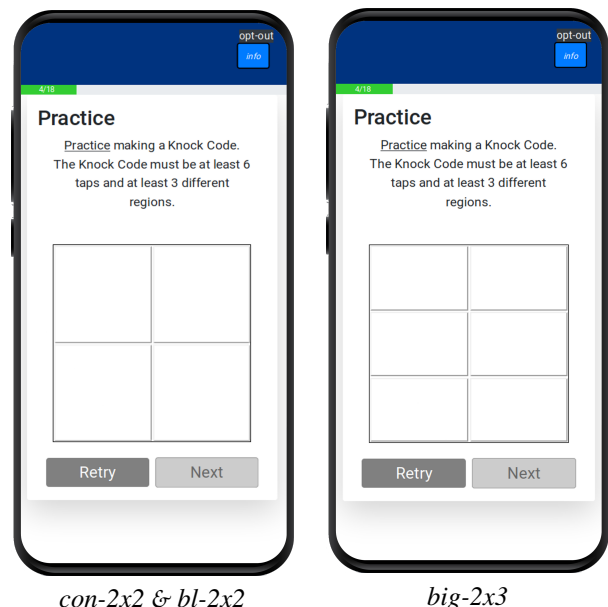 opt-out
info
4/18
Practice
Practice making a Knock Code.
The Knock Code must be at least 6
taps and at least 3 different
regions.
Retry
Next
con-2x2 & bl-2x2
opt-out
info
4/18
Practice
Practice making a Knock Code.
The Knock Code must be at least 6
taps and at least 3 different
regions.
Retry
Next
big-2x3